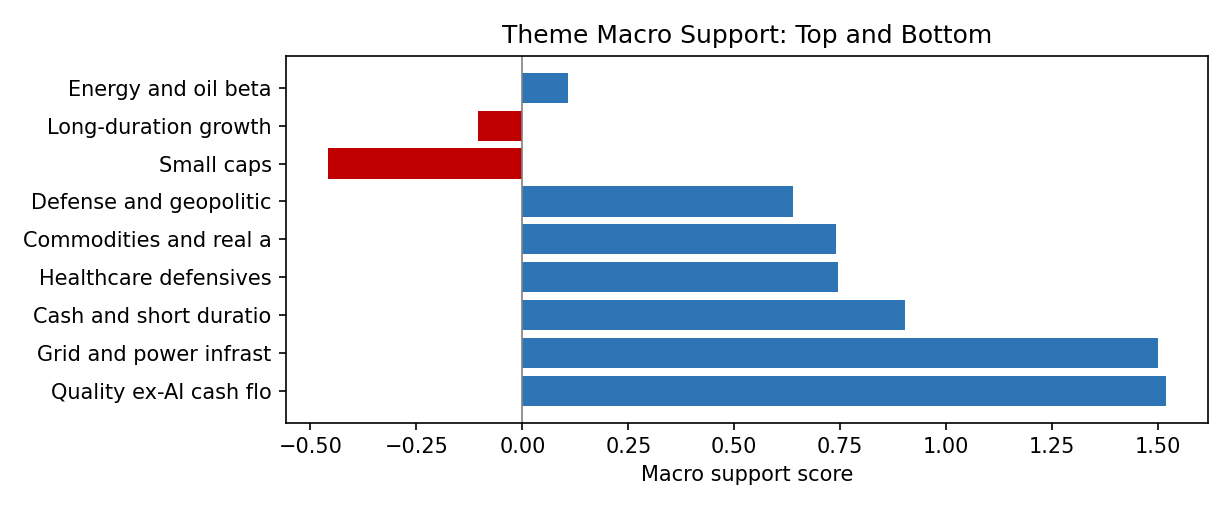 Theme Macro Support: Top and Bottom
Energy and oil beta
Long-duration growth
Small caps
Defense and geopolitic
Commodities and real a
Healthcare defensives
Cash and short duratio
Grid and power infrast
Quality ex-AI cash flo
−0.50 −0.25 0.00 0.25 0.50 0.75 1.00 1.25 1.50
Macro support score